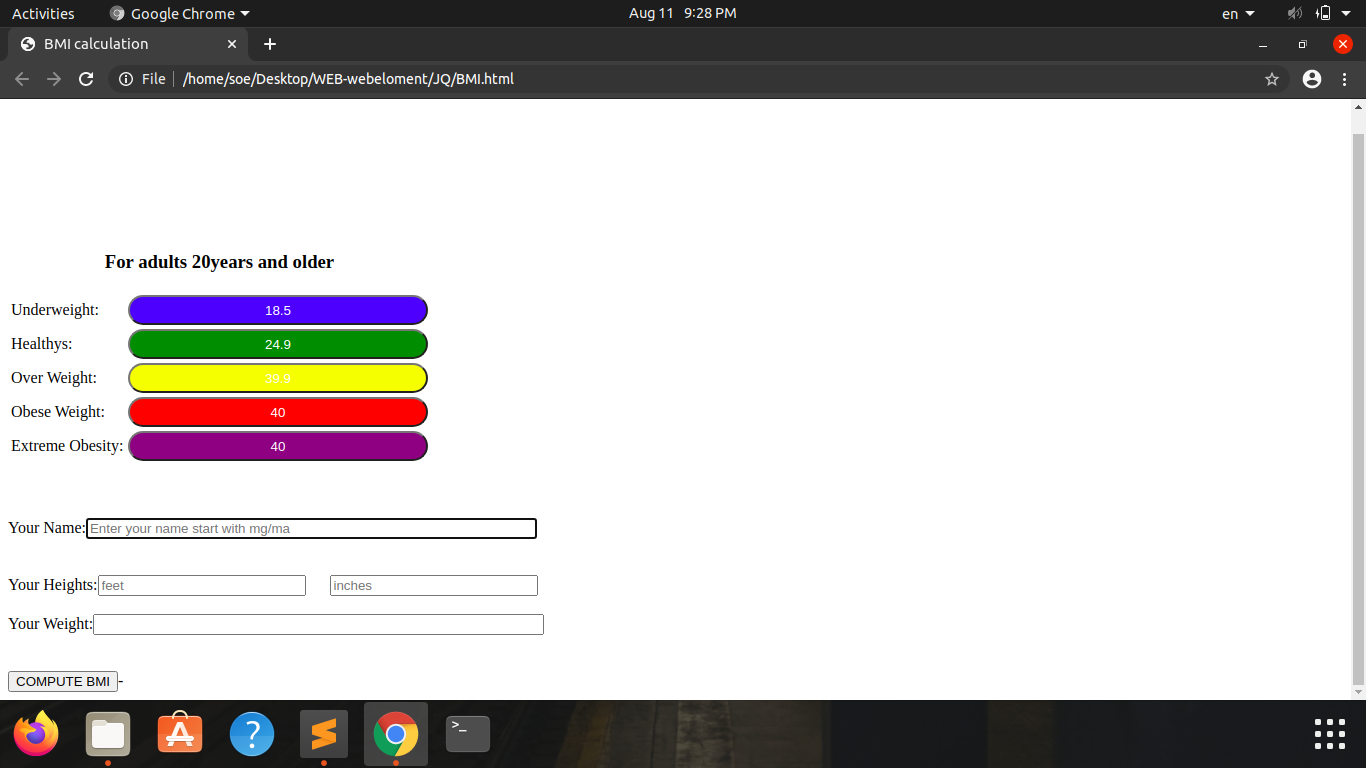 Activities Google Chrome Aug 11 9:28 PM en
BMI calculation
File /home/soe/Desktop/WEB-webeloment/JQ/BMI.html
For adults 20years and older
Underweight: 18.5
Healthys: 24.9
Over Weight: 39.9
Obese Weight: 40
Extreme Obesity: 40
Your Name: Enter your name start with mg/ma
Your Heights: feet inches
Your Weight:
COMPUTE BMI -
>_